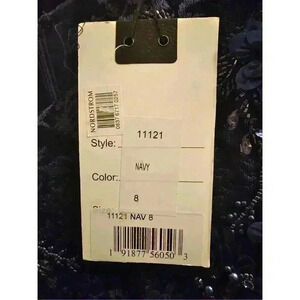 NORDSTROM
Style: 11121
Color: NAVY
8
11121 NAV 8
1 91877 56050 3